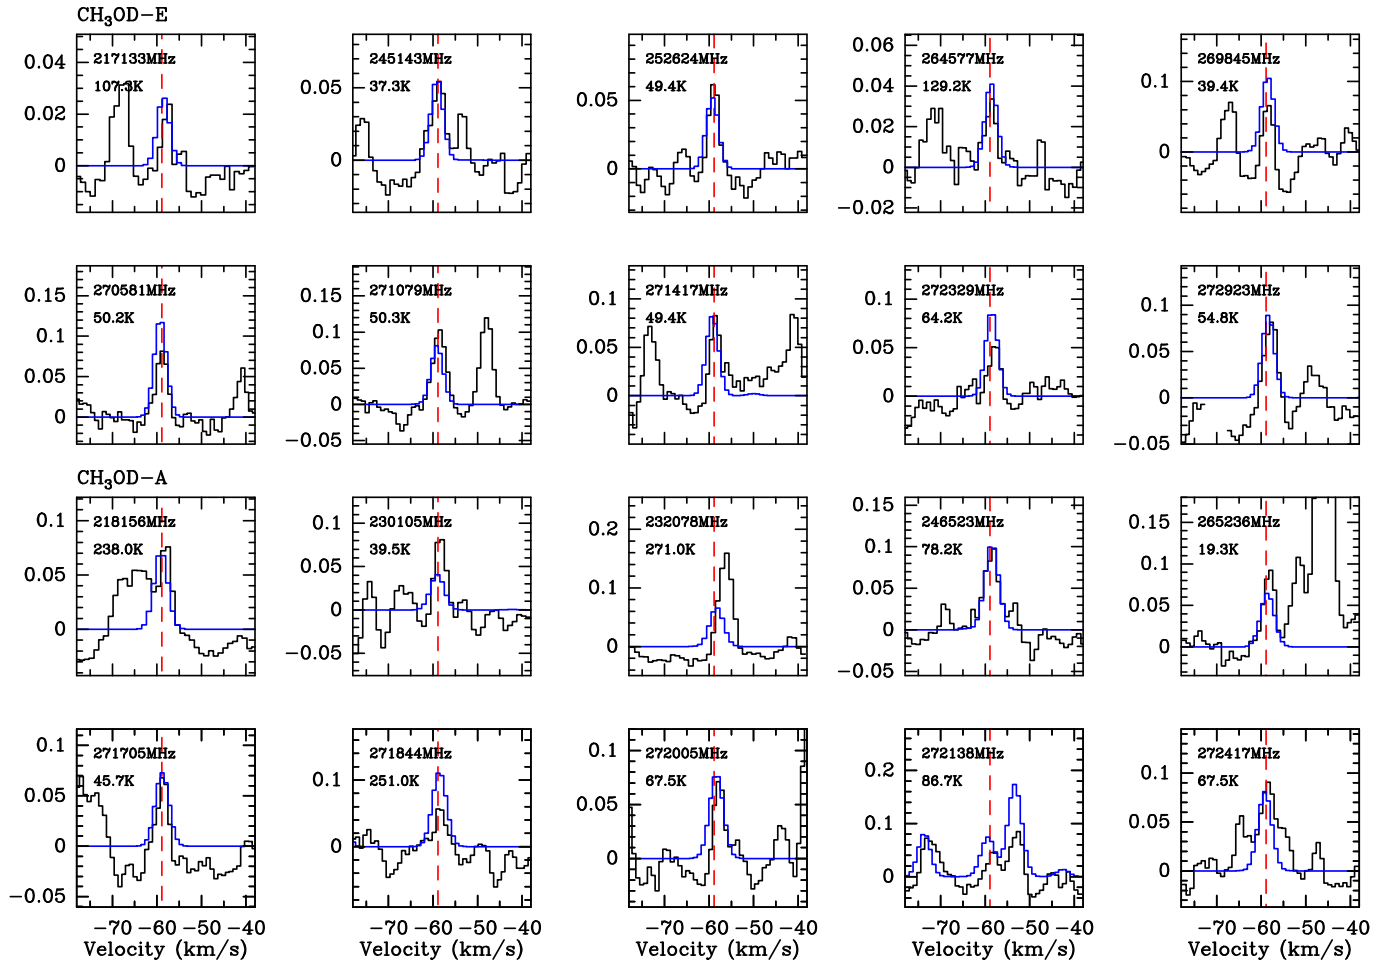 CH₃OD−E
217133MHz
107.3K
0.04
0.02
0
245143MHz
37.3K
0.05
0
252624MHz
49.4K
0.05
0
264577MHz
129.2K
0.06
0.04
0.02
0
−0.02
269845MHz
39.4K
0.1
0
270581MHz
50.2K
0.15
0.1
0.05
0
271079MHz
50.3K
0.15
0.1
0.05
0
−0.05
271417MHz
49.4K
0.1
0.05
0
272329MHz
64.2K
0.1
0.05
0
272923MHz
54.8K
0.1
0.05
0
−0.05
CH₃OD−A
218156MHz
238.0K
0.1
0.05
0
230105MHz
39.5K
0.1
0.05
0
−0.05
232078MHz
271.0K
0.2
0.1
0
246523MHz
78.2K
0.15
0.1
0.05
0
−0.05
265236MHz
19.3K
0.2
0.1
0
271705MHz
45.7K
0.1
0.05
0
−0.05
271844MHz
251.0K
0.1
0
272005MHz
67.5K
0.1
0.05
0
272138MHz
86.7K
0.2
0.1
0
272417MHz
67.5K
0.1
0.05
0
−70 −60 −50 −40
Velocity (km/s)
−70 −60 −50 −40
Velocity (km/s)
−70 −60 −50 −40
Velocity (km/s)
−70 −60 −50 −40
Velocity (km/s)
−70 −60 −50 −40
Velocity (km/s)